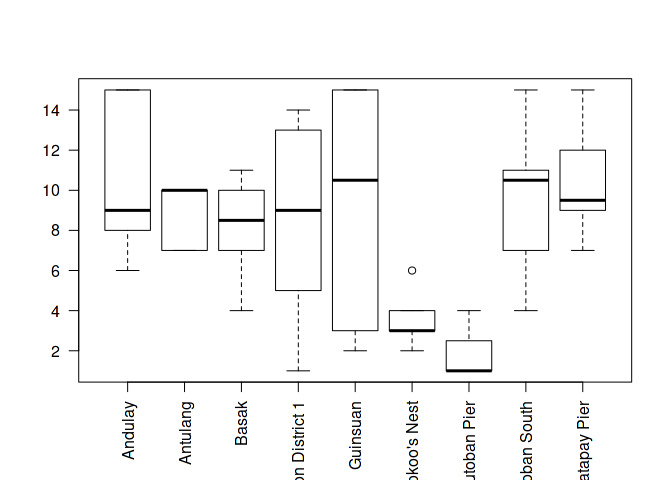 14
12
10
8
6
4
2
Andulay
Antulang
Basak
on District 1
Guinsuan
okoo's Nest
utoban Pier
oban South
atapay Pier